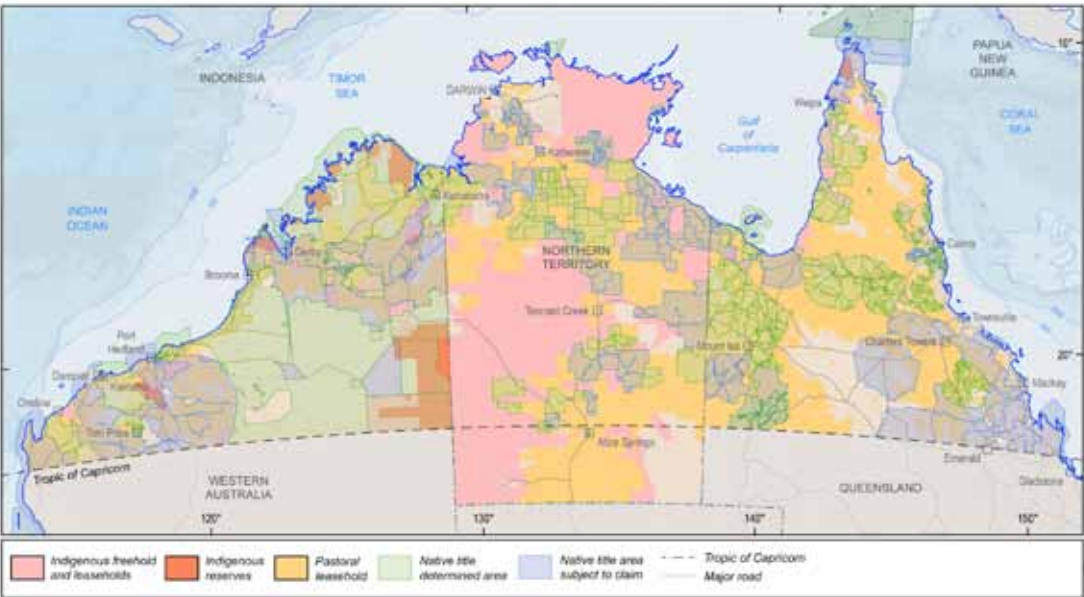 INDONESIA
TIMOR
SEA
10°
PAPUA
NEW
GUINEA
DARWIN
Weipa
CORAL
SEA
Gulf
of
Carpentaria
Katherine
Kununurra
INDIAN
OCEAN
Derby
Broome
NORTHERN
TERRITORY
Cairns
Tennant Creek
Townsville
Port
Hedland
Mount Isa
Charters Towers
20°
Dampier
Karratha
Mackay
Onslow
Tom Price
Alice Springs
Emerald
Tropic of Capricorn
Gladstone
WESTERN
AUSTRALIA
QUEENSLAND
120°
130°
140°
150°
Indigenous freehold
and leaseholds
Indigenous
reserves
Pastoral
leasehold
Native title
determined area
Native title area
subject to claim
Tropic of Capricorn
Major road